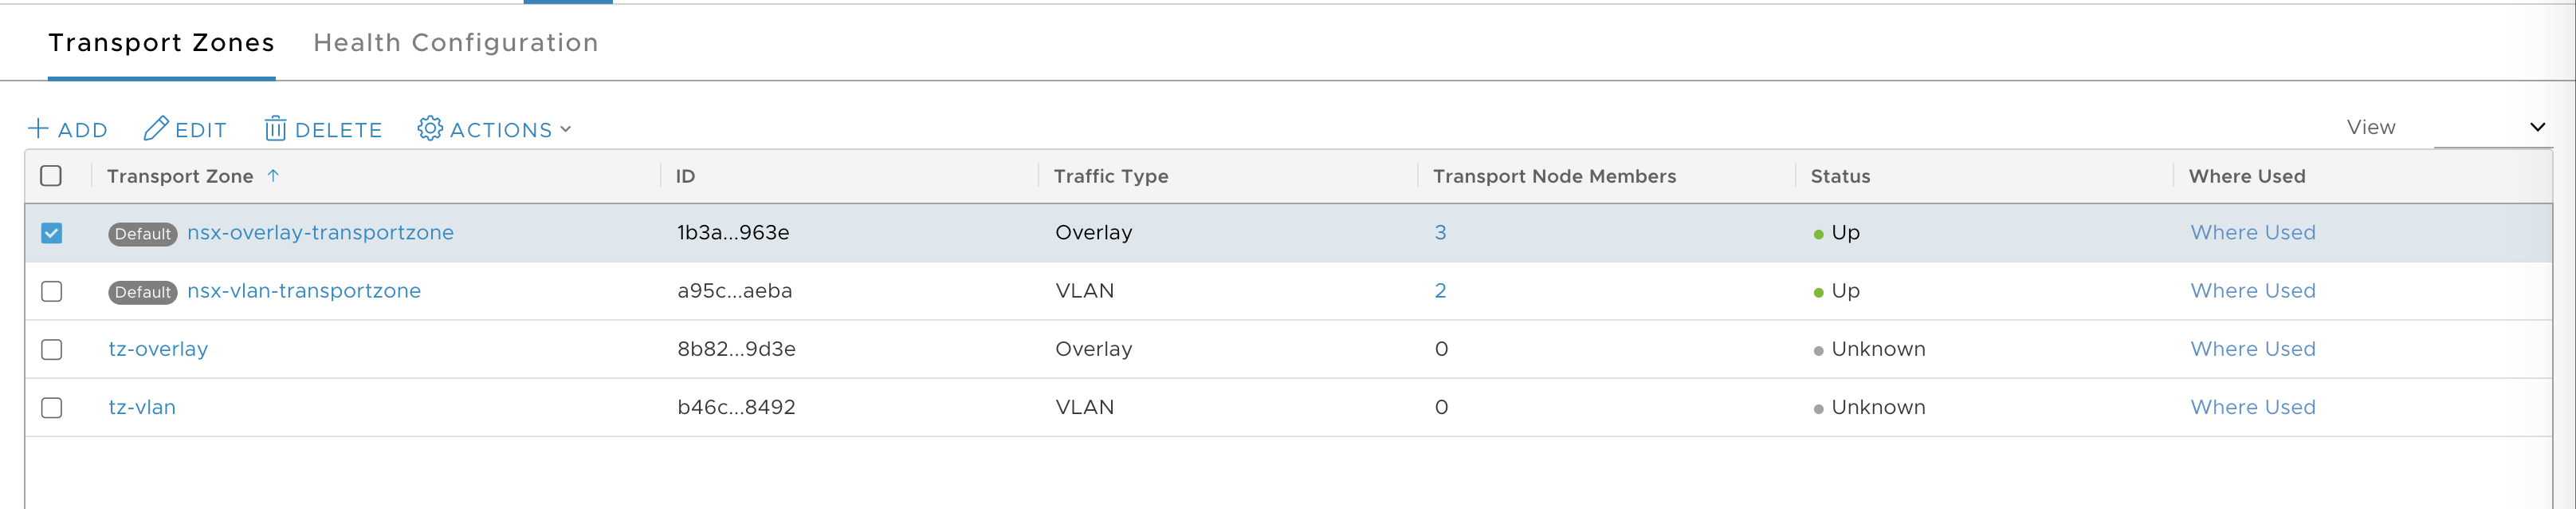 Transport Zones Health Configuration
ADD EDIT DELETE ACTIONS View
Transport Zone ID Traffic Type Transport Node Members Status Where Used
Default nsx-overlay-transportzone 1b3a...963e Overlay 3 Up Where Used
Default nsx-vlan-transportzone a95c...aeba VLAN 2 Up Where Used
tz-overlay 8b82...9d3e Overlay 0 Unknown Where Used
tz-vlan b46c...8492 VLAN 0 Unknown Where Used